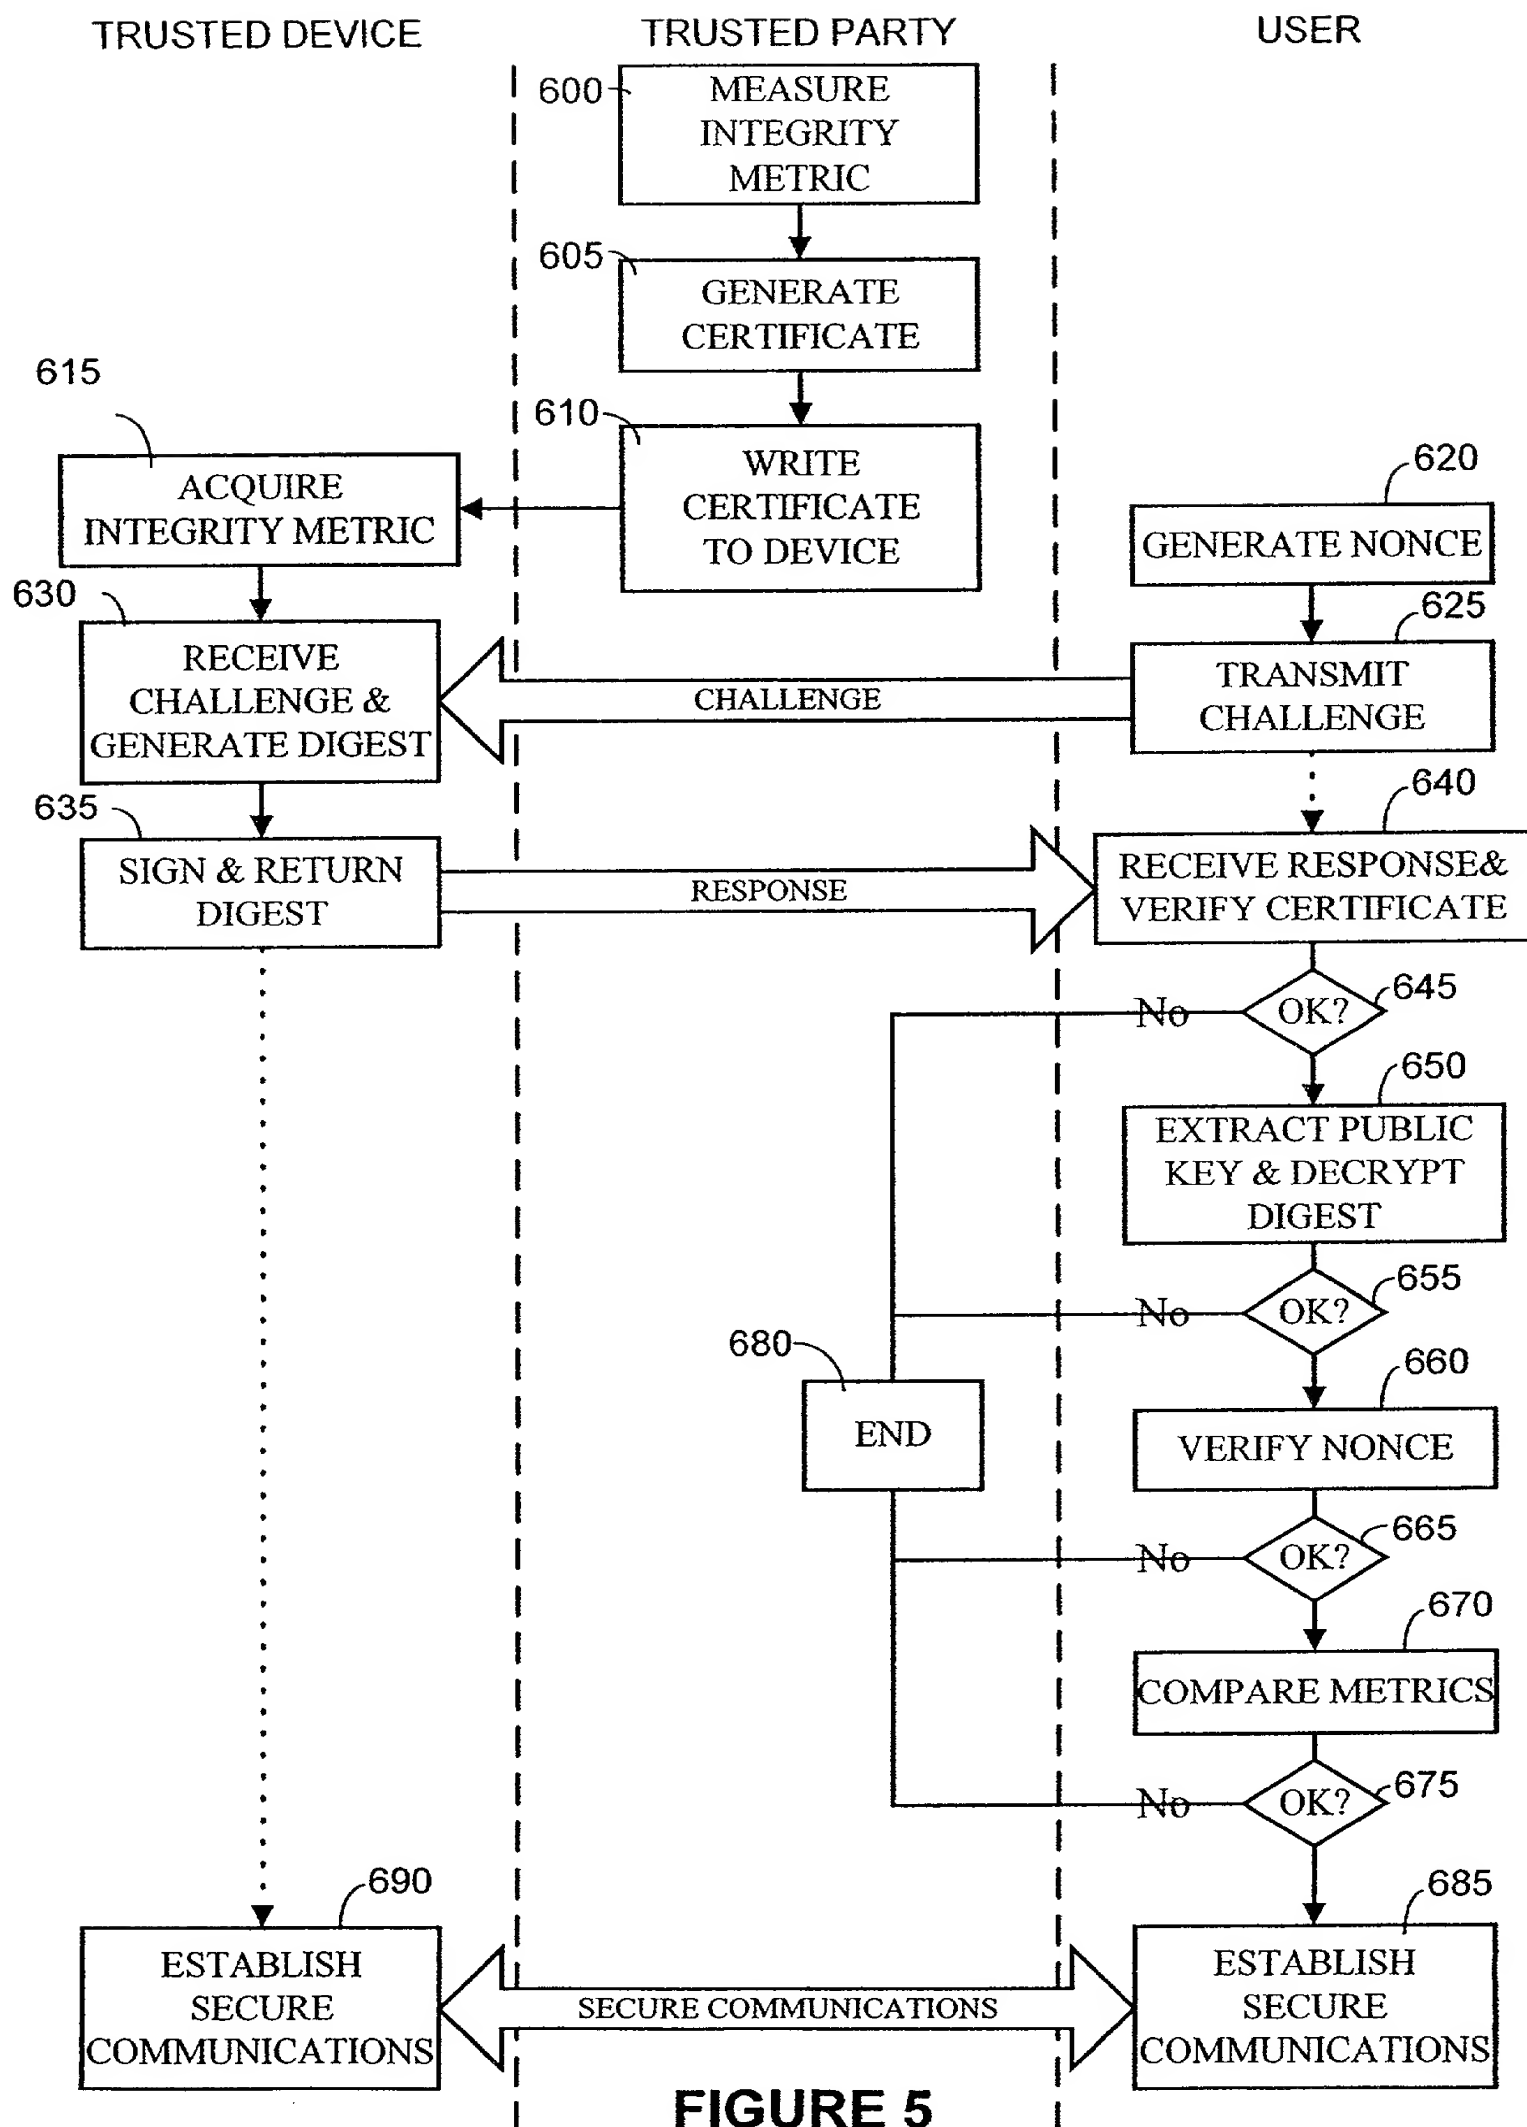 TRUSTED DEVICE
TRUSTED PARTY
USER
600
MEASURE
INTEGRITY
METRIC
605
GENERATE
CERTIFICATE
615
610
WRITE
CERTIFICATE
TO DEVICE
ACQUIRE
INTEGRITY METRIC
620
GENERATE NONCE
630
RECEIVE
CHALLENGE &
GENERATE DIGEST
625
TRANSMIT
CHALLENGE
CHALLENGE
635
SIGN & RETURN
DIGEST
RESPONSE
640
RECEIVE RESPONSE&
VERIFY CERTIFICATE
No
OK?
645
650
EXTRACT PUBLIC
KEY & DECRYPT
DIGEST
No
OK?
655
680
END
660
VERIFY NONCE
No
OK?
665
670
COMPARE METRICS
No
OK?
675
690
ESTABLISH
SECURE
COMMUNICATIONS
SECURE COMMUNICATIONS
685
ESTABLISH
SECURE
COMMUNICATIONS
FIGURE 5